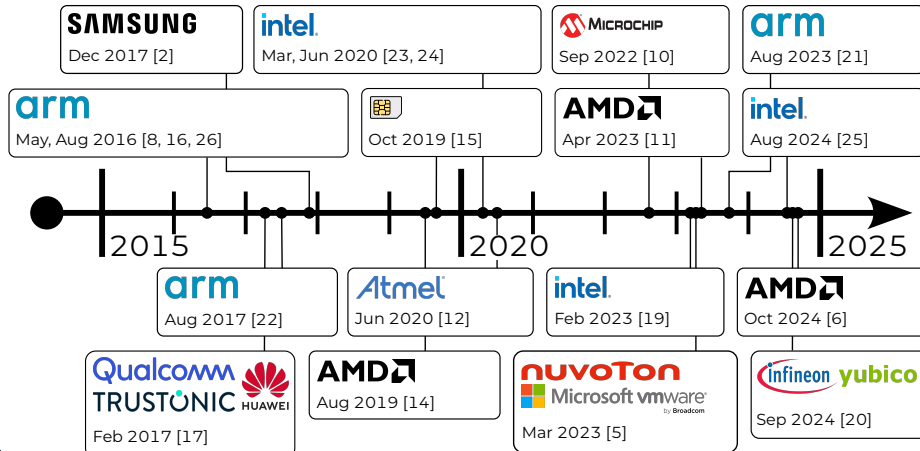 SAMSUNG
Dec 2017 [2]
intel.
Mar, Jun 2020 [23, 24]
MICROCHIP
Sep 2022 [10]
arm
Aug 2023 [21]
arm
May, Aug 2016 [8, 16, 26]
Oct 2019 [15]
AMD
Apr 2023 [11]
intel.
Aug 2024 [25]
2015
2020
2025
arm
Aug 2017 [22]
Atmel
Jun 2020 [12]
intel.
Feb 2023 [19]
AMD
Oct 2024 [6]
Qualcomm
TRUSTONIC HUAWEI
Feb 2017 [17]
AMD
Aug 2019 [14]
nuvoTon
Microsoft vmware®
by Broadcom
Mar 2023 [5]
infineon yubico
Sep 2024 [20]